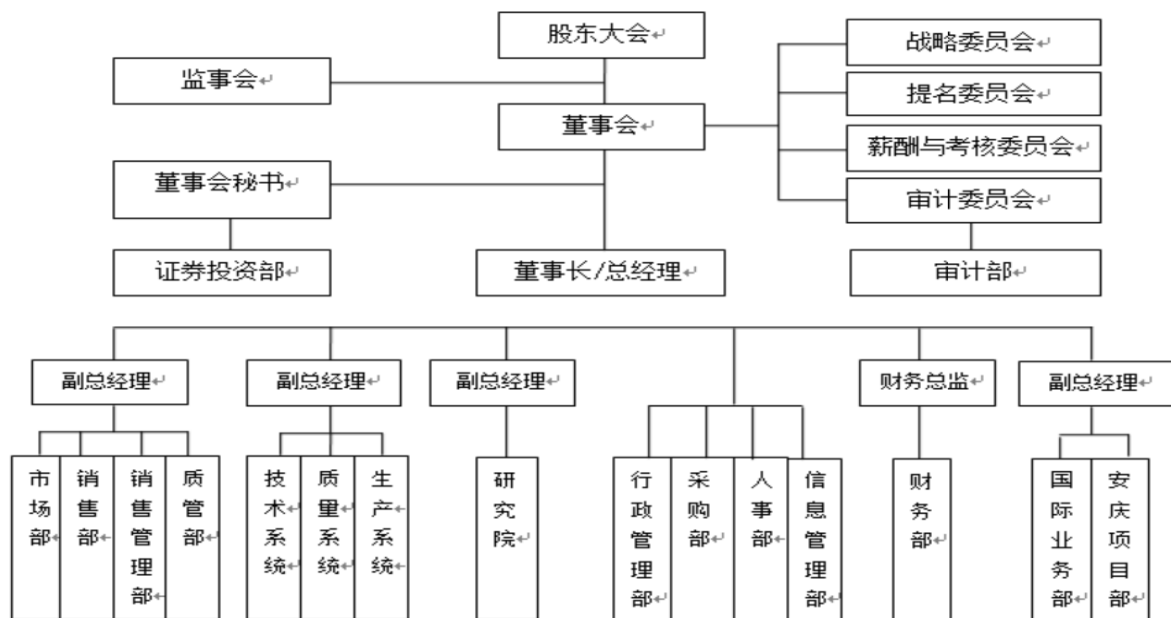 股东大会
战略委员会
监事会
提名委员会
董事会
薪酬与考核委员会
董事会秘书
审计委员会
证券投资部
董事长/总经理
审计部
副总经理
副总经理
副总经理
财务总监
副总经理
市场部
销售部
销售管理部
质管部
技术系统
质量系统
生产系统
研究院
行政管理部
采购部
人事部
信息管理部
财务部
国际业务部
安庆项目部